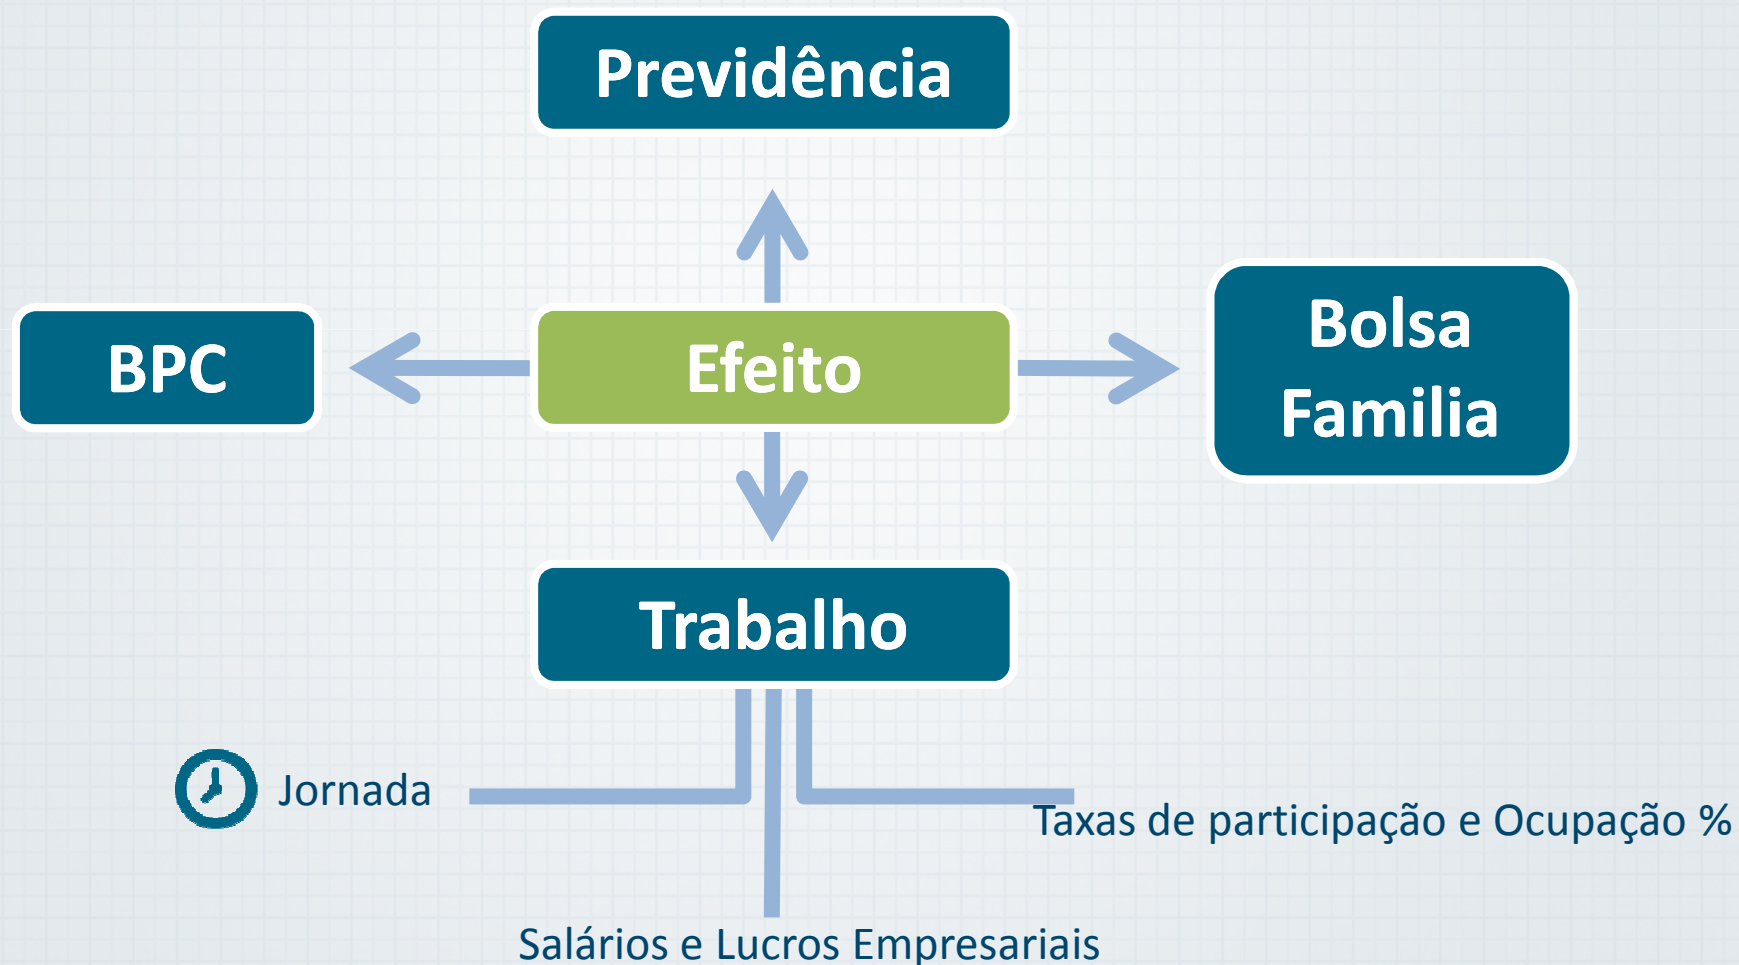 Previdência
BPC
Efeito
Bolsa
Familia
Trabalho
Jornada
Taxas de participação e Ocupação %
Salários e Lucros Empresariais